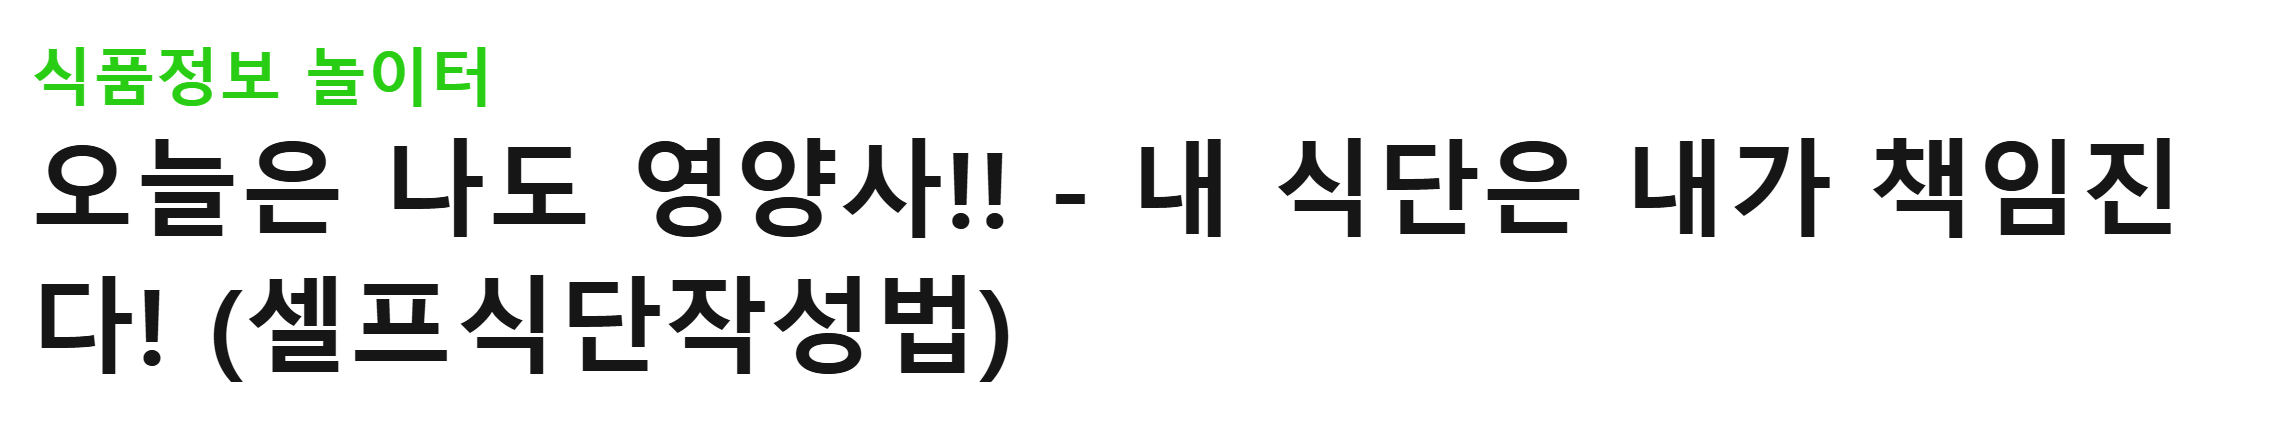 식품정보 놀이터
오늘은 나도 영양사!! - 내 식단은 내가 책임진
다! (셀프식단작성법)